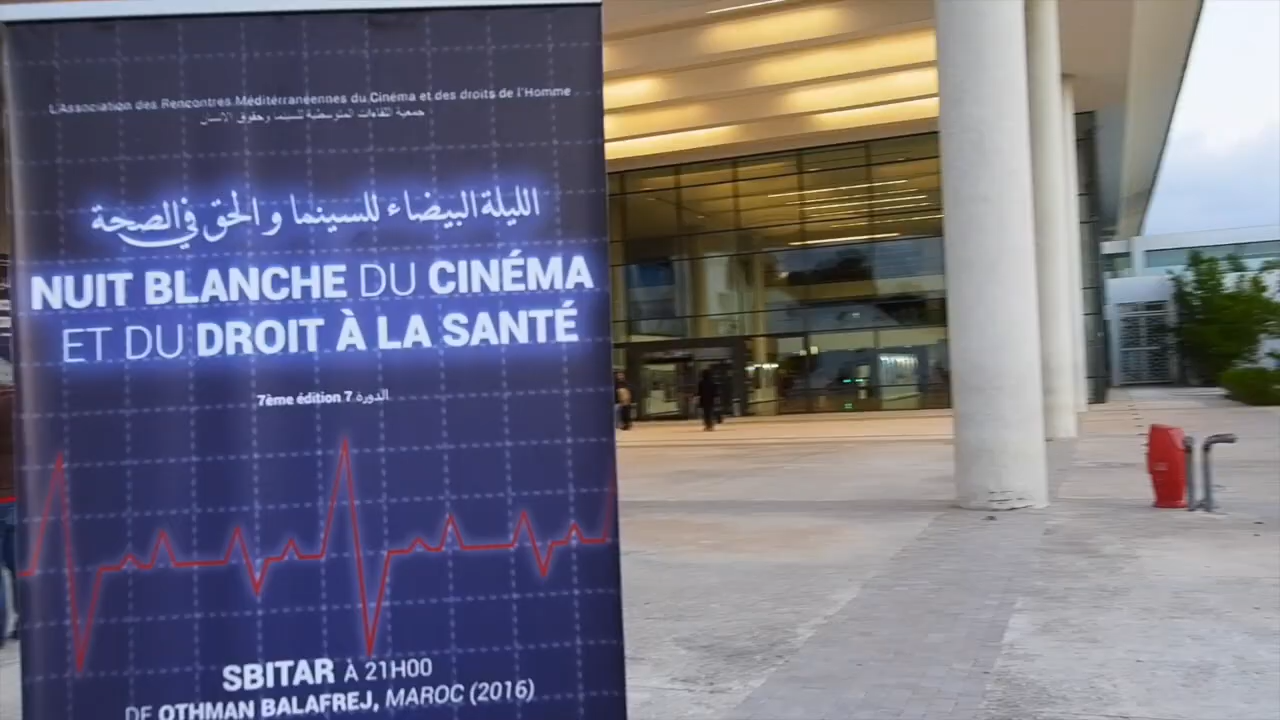 L'Association des Rencontres Méditérranéennes du Cinéma et des droits de l'Homme
جمعية اللقاءات المتوسطية للسينما وحقوق الانسان
الليلة البيضاء للسينما والحق في الصحة
NUIT BLANCHE DU CINÉMA
ET DU DROIT À LA SANTÉ
7ème édition 7 الدورة
SBITAR À 21H00
DE OTHMAN BALAFREJ, MAROC (2016)